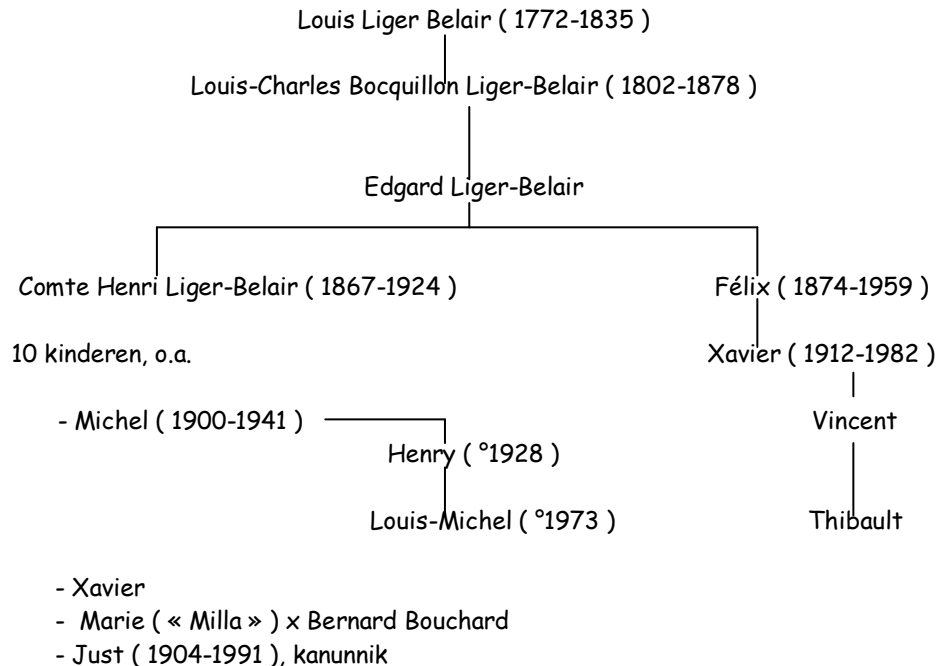 Louis Liger Belair ( 1772-1835 )
Louis-Charles Bocquillon Liger-Belair ( 1802-1878 )
Edgard Liger-Belair
Comte Henri Liger-Belair ( 1867-1924 ) Félix ( 1874-1959 )
10 kinderen, o.a. Xavier ( 1912-1982 )
- Michel ( 1900-1941 ) Vincent
Henry ( °1928 )
Louis-Michel ( °1973 ) Thibault
- Xavier
- Marie ( « Milla » ) x Bernard Bouchard
- Just ( 1904-1991 ), kanunnik